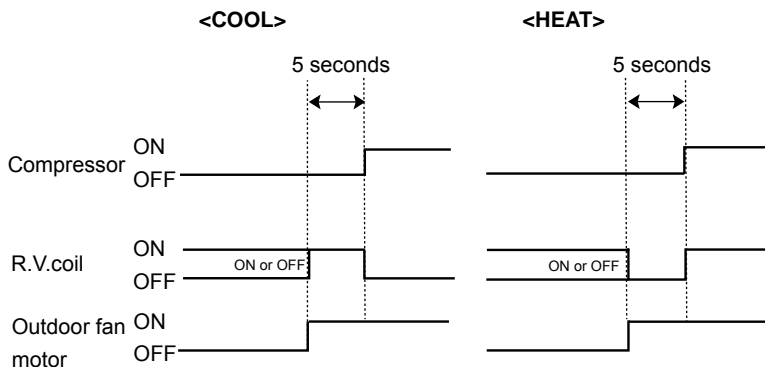 <COOL> <HEAT>
5 seconds 5 seconds
ON
Compressor
OFF
ON
R.V.coil ON or OFF ON or OFF
OFF
Outdoor fan ON
motor OFF